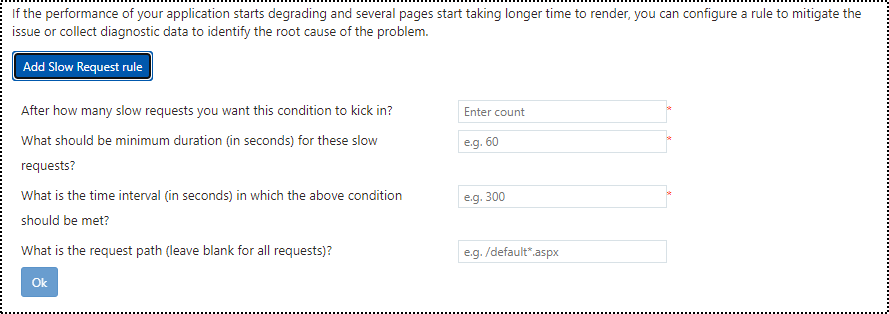 If the performance of your application starts degrading and several pages start taking longer time to render, you can configure a rule to mitigate the
issue or collect diagnostic data to identify the root cause of the problem.
Add Slow Request rule
After how many slow requests you want this condition to kick in?
Enter count *
What should be minimum duration (in seconds) for these slow
requests?
e.g. 60 *
What is the time interval (in seconds) in which the above condition
should be met?
e.g. 300 *
What is the request path (leave blank for all requests)?
e.g. /default*.aspx
Ok